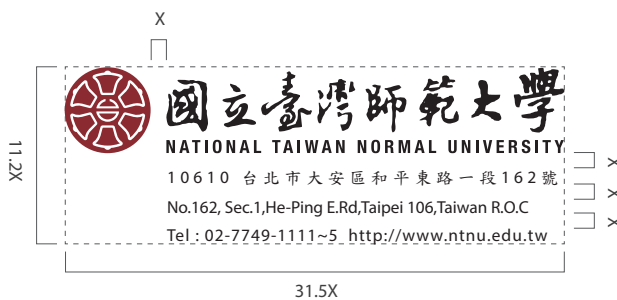 X
國立臺灣師範大學
NATIONAL TAIWAN NORMAL UNIVERSITY
10610 台北市大安區和平東路一段162號
No.162, Sec.1,He-Ping E.Rd,Taipei 106,Taiwan R.O.C
Tel : 02-7749-1111~5 http://www.ntnu.edu.tw
11.2X
X
X
X
31.5X